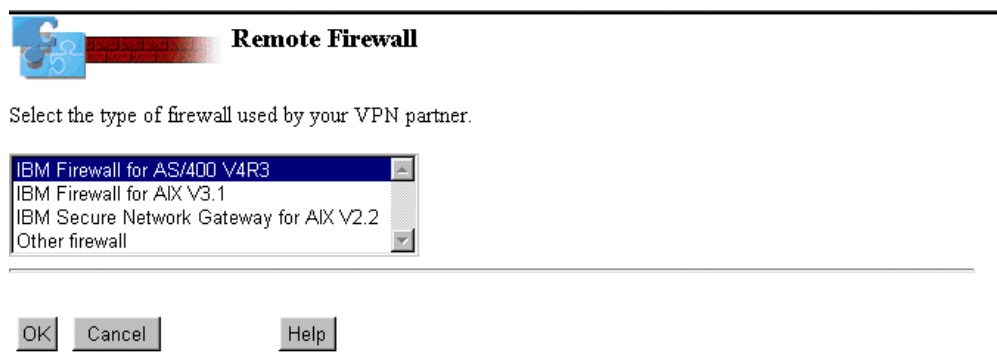 Remote Firewall
Select the type of firewall used by your VPN partner.
IBM Firewall for AS/400 V4R3
IBM Firewall for AIX V3.1
IBM Secure Network Gateway for AIX V2.2
Other firewall
OK Cancel Help